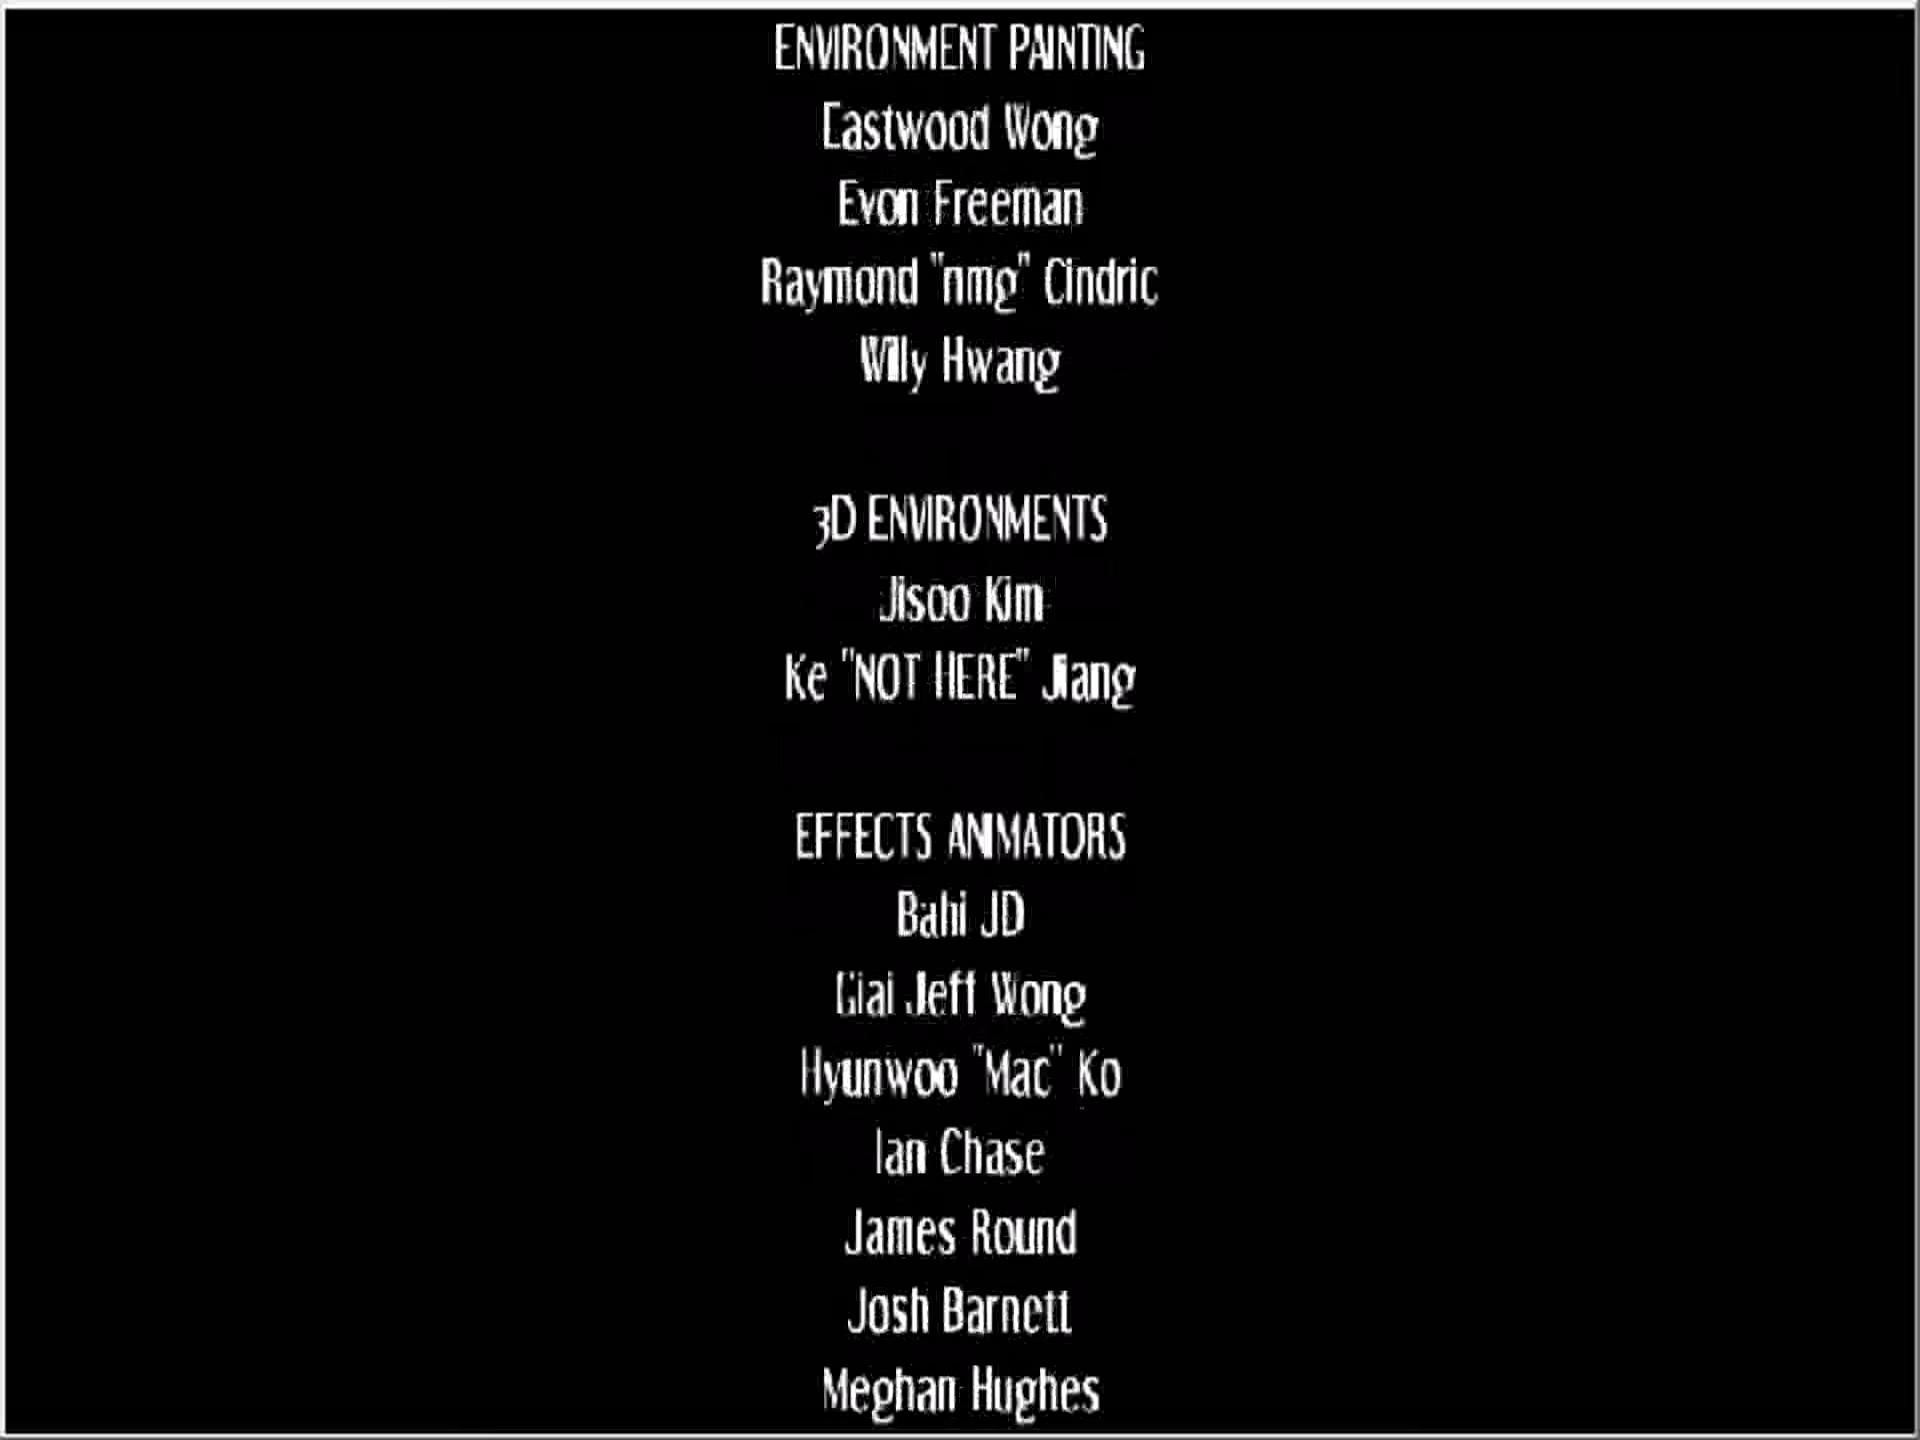 ENVIRONMENT PAINTING
Eastwood Wong
Evon Freeman
Raymond "nmg" Cindric
Willy Hwang
3D ENVIRONMENTS
Jisoo Kim
Ke "NOT HERE" Jiang
EFFECTS ANIMATORS
Bahi JD
Giai Jeff Wong
Hyunwoo "Mac" Ko
Ian Chase
James Round
Josh Barnett
Meghan Hughes